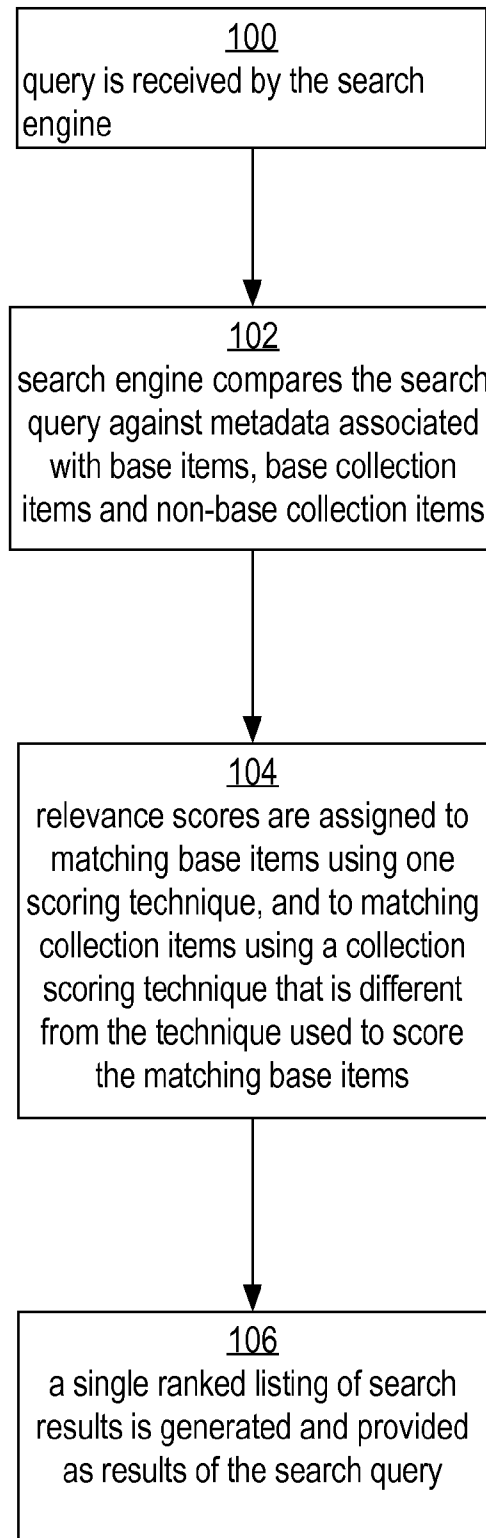 100
query is received by the search
engine
102
search engine compares the search
query against metadata associated
with base items, base collection
items and non-base collection items
104
relevance scores are assigned to
matching base items using one
scoring technique, and to matching
collection items using a collection
scoring technique that is different
from the technique used to score
the matching base items
106
a single ranked listing of search
results is generated and provided
as results of the search query